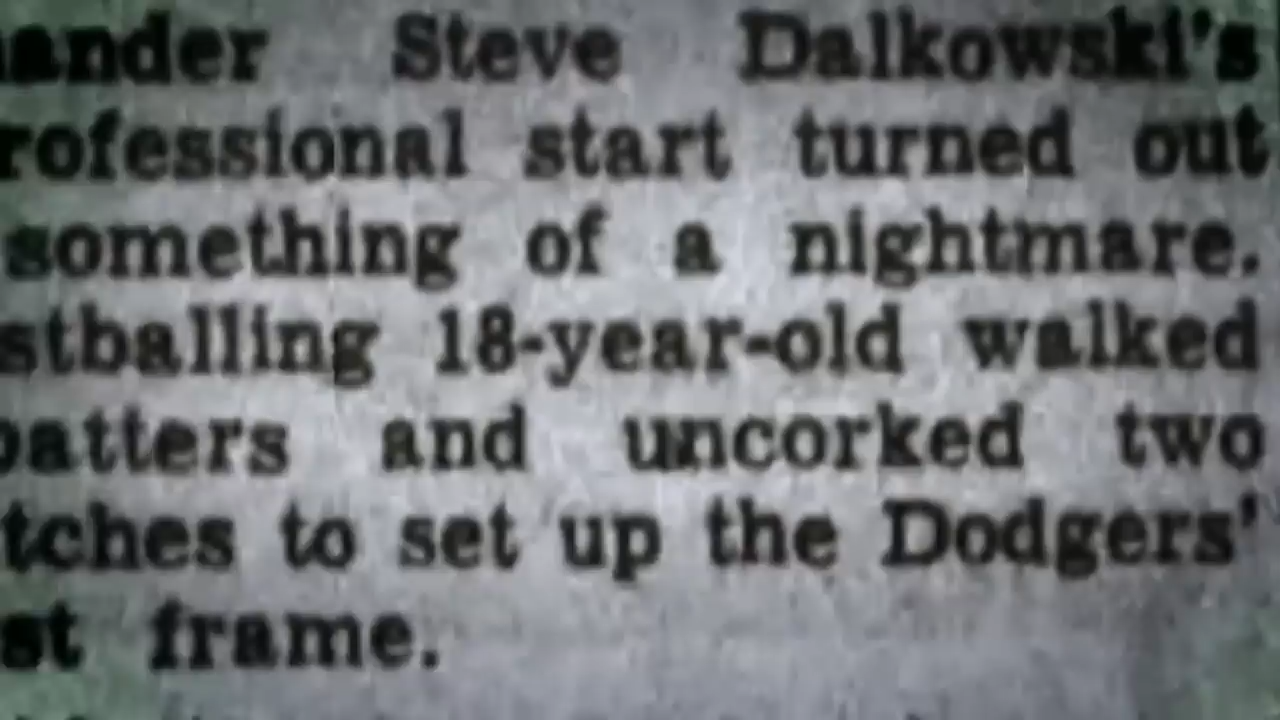 ander Steve Dalkowski's
rofessional start turned out
something of a nightmare.
stballing 18-year-old walked
batters and uncorked two
tches to set up the Dodgers'
st frame.